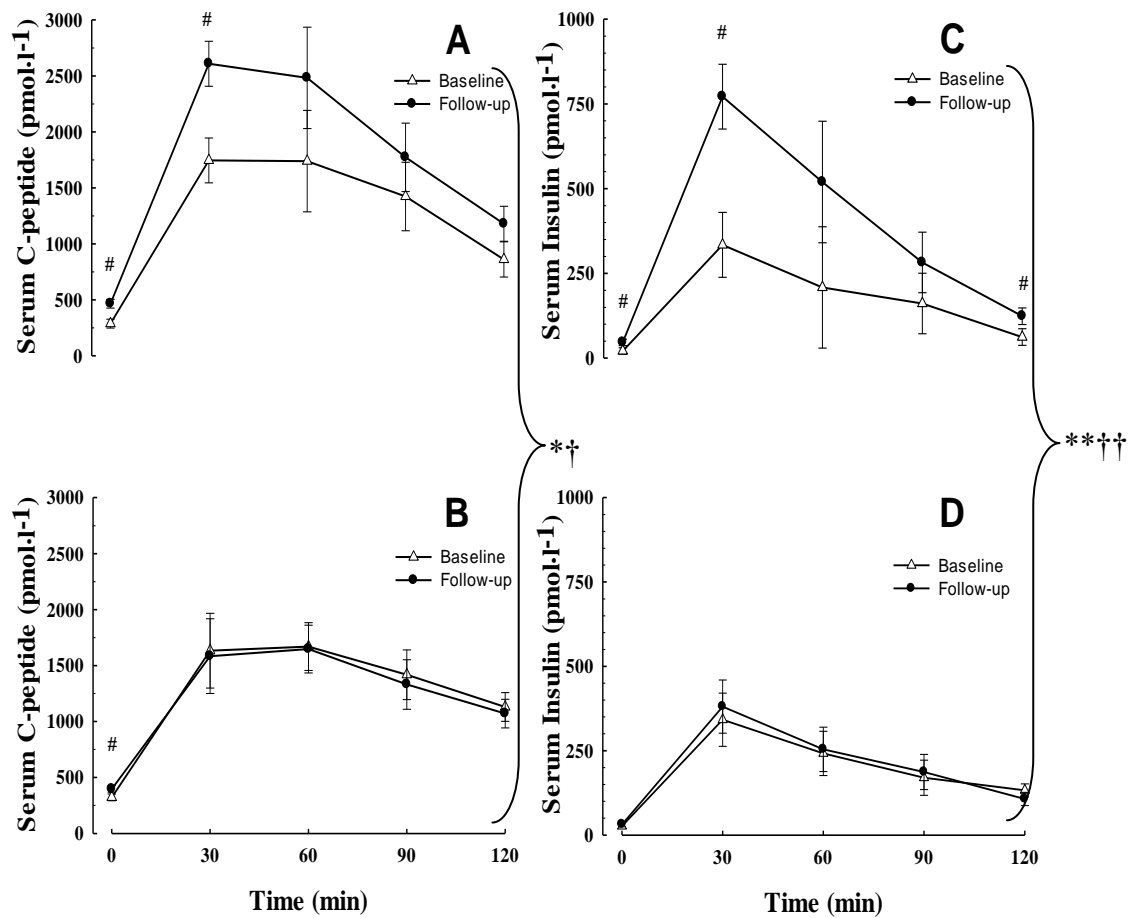 A
Serum C-peptide (pmol·l-1)
3000
2500
2000
1500
1000
500
0
#
#
Baseline
Follow-up
C
Serum Insulin (pmol·l-1)
1000
750
500
250
0
#
#
#
Baseline
Follow-up
*†
**††
B
Serum C-peptide (pmol·l-1)
3000
2500
2000
1500
1000
500
0
#
Baseline
Follow-up
0 30 60 90 120
Time (min)
D
Serum Insulin (pmol·l-1)
1000
750
500
250
0
Baseline
Follow-up
0 30 60 90 120
Time (min)